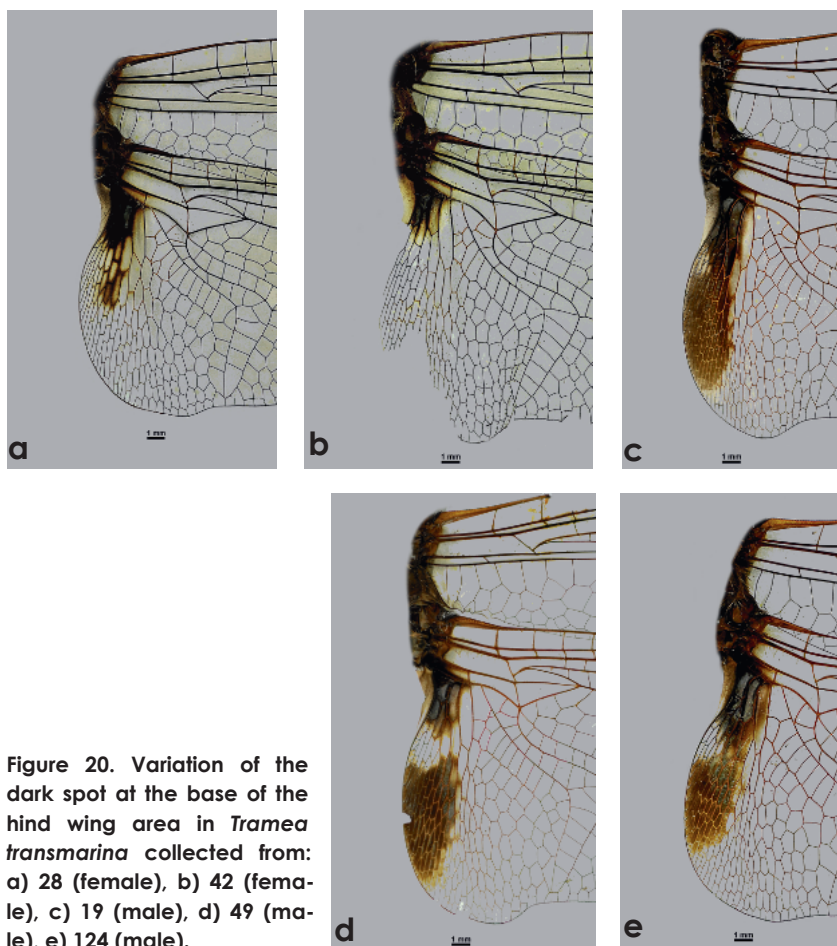 a
1 mm
b
1 mm
c
1 mm
Figure 20. Variation of the
dark spot at the base of the
hind wing area in Tramea
transmarina collected from:
a) 28 (female), b) 42 (fema-
le), c) 19 (male), d) 49 (ma-
le), e) 124 (male).
d
1 mm
e
1 mm